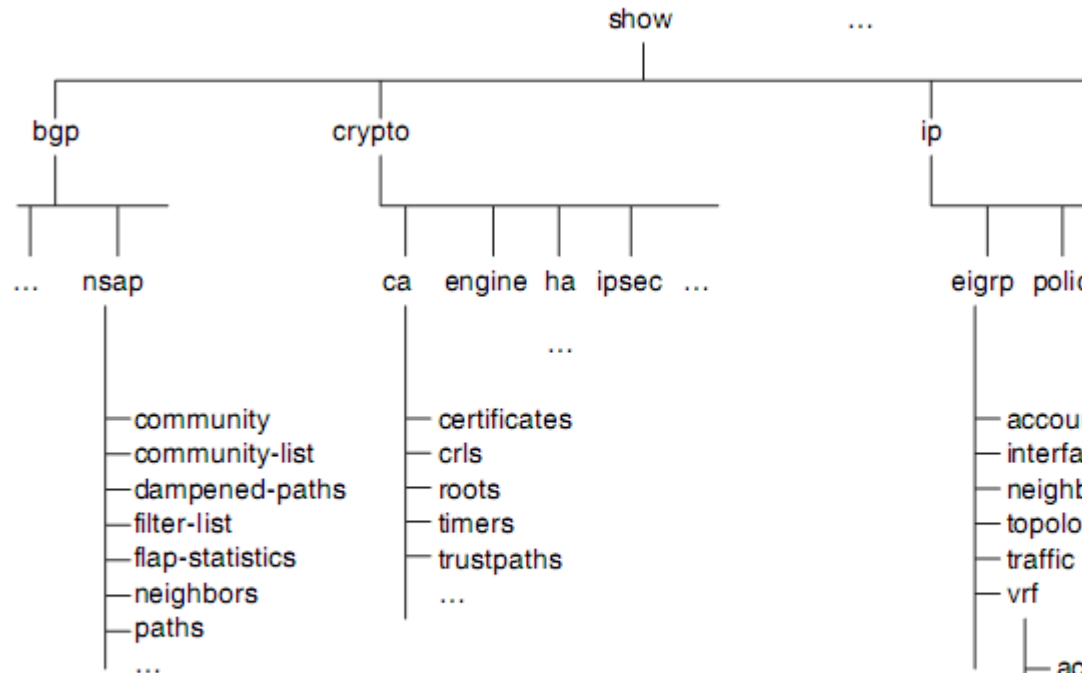 show ...
bgp crypto ip
... nsap ca engine ha ipsec ... eigrp
...
community certificates
community-list crls
dampened-paths roots
filter-list timers
flap-statistics trustpaths traffic
neighbors ... vrf
paths
...